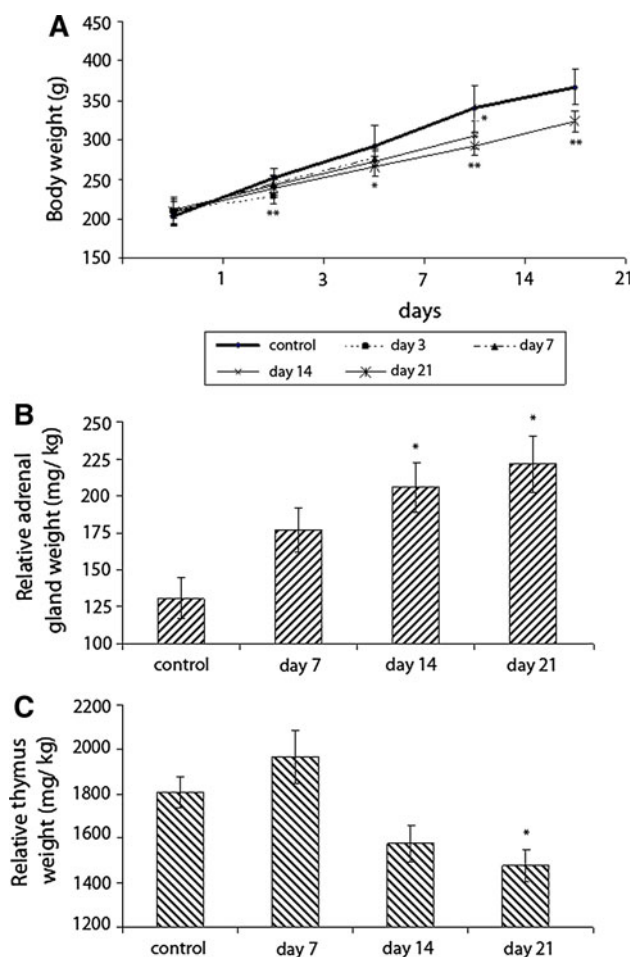 A
Body weight (g)
450
400
350
300
250
200
150
*
**
*
**
**
1 3 7 14 21
days
control day 3 day 7
day 14 day 21
B
Relative adrenal
gland weight (mg/ kg)
250
225
200
175
150
125
100
* *
control day 7 day 14 day 21
C
Relative thymus
weight (mg/ kg)
2200
2000
1800
1600
1400
1200
*
control day 7 day 14 day 21